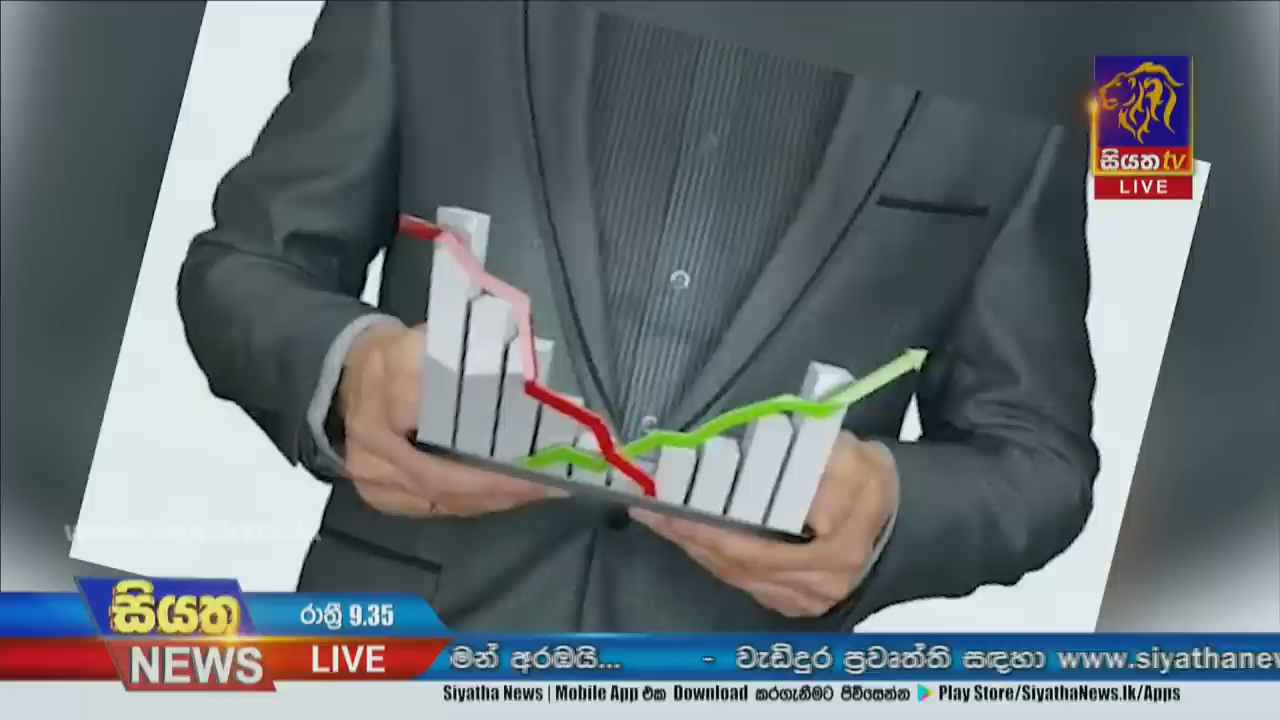 සියත tv
LIVE
සියත
NEWS
රාත්‍රී 9.35
LIVE
මන් අරඹයි... - වැඩිදුර ප්‍රවෘත්ති සඳහා www.siyathanew
Siyatha News | Mobile App එක Download කරගැනීමට පිවිසෙන්න Play Store/SiyathaNews.lk/Apps